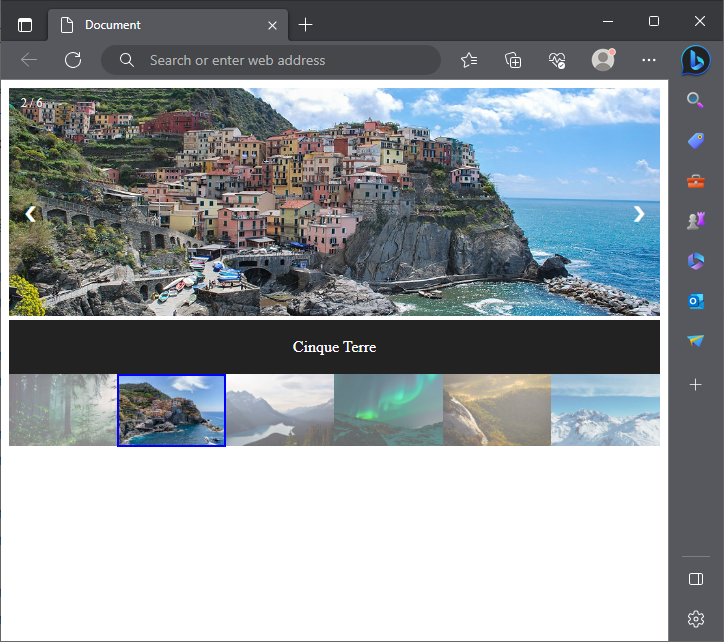 Document
Search or enter web address
2 / 6
❮ ❯
Cinque Terre